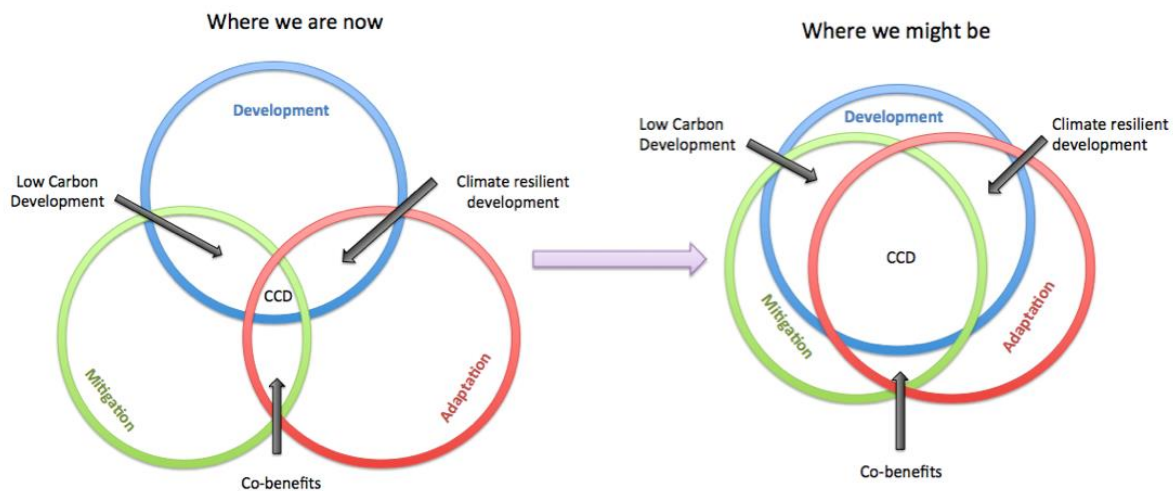 Where we are now
Development
Low Carbon
Development
Climate resilient
development
CCD
Mitigation
Adaptation
Co-benefits
Where we might be
Development
Low Carbon
Development
Climate resilient
development
CCD
Mitigation
Adaptation
Co-benefits